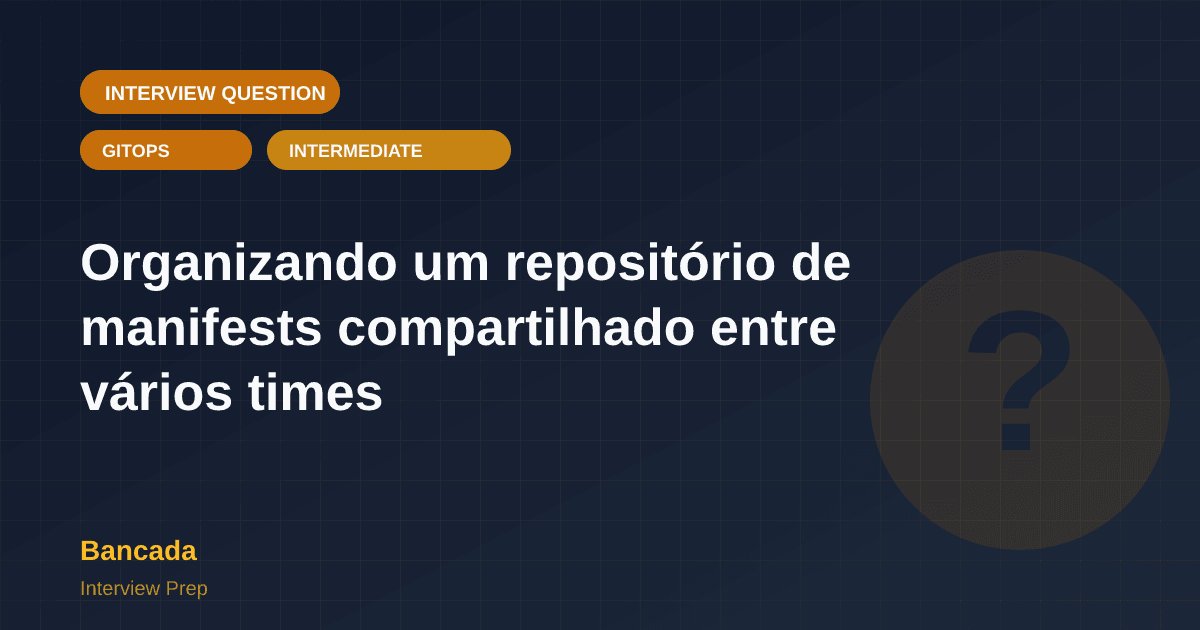 INTERVIEW QUESTION
GITOPS
INTERMEDIATE
Organizando um repositório de
manifests compartilhado entre
vários times
?
Bancada
Interview Prep